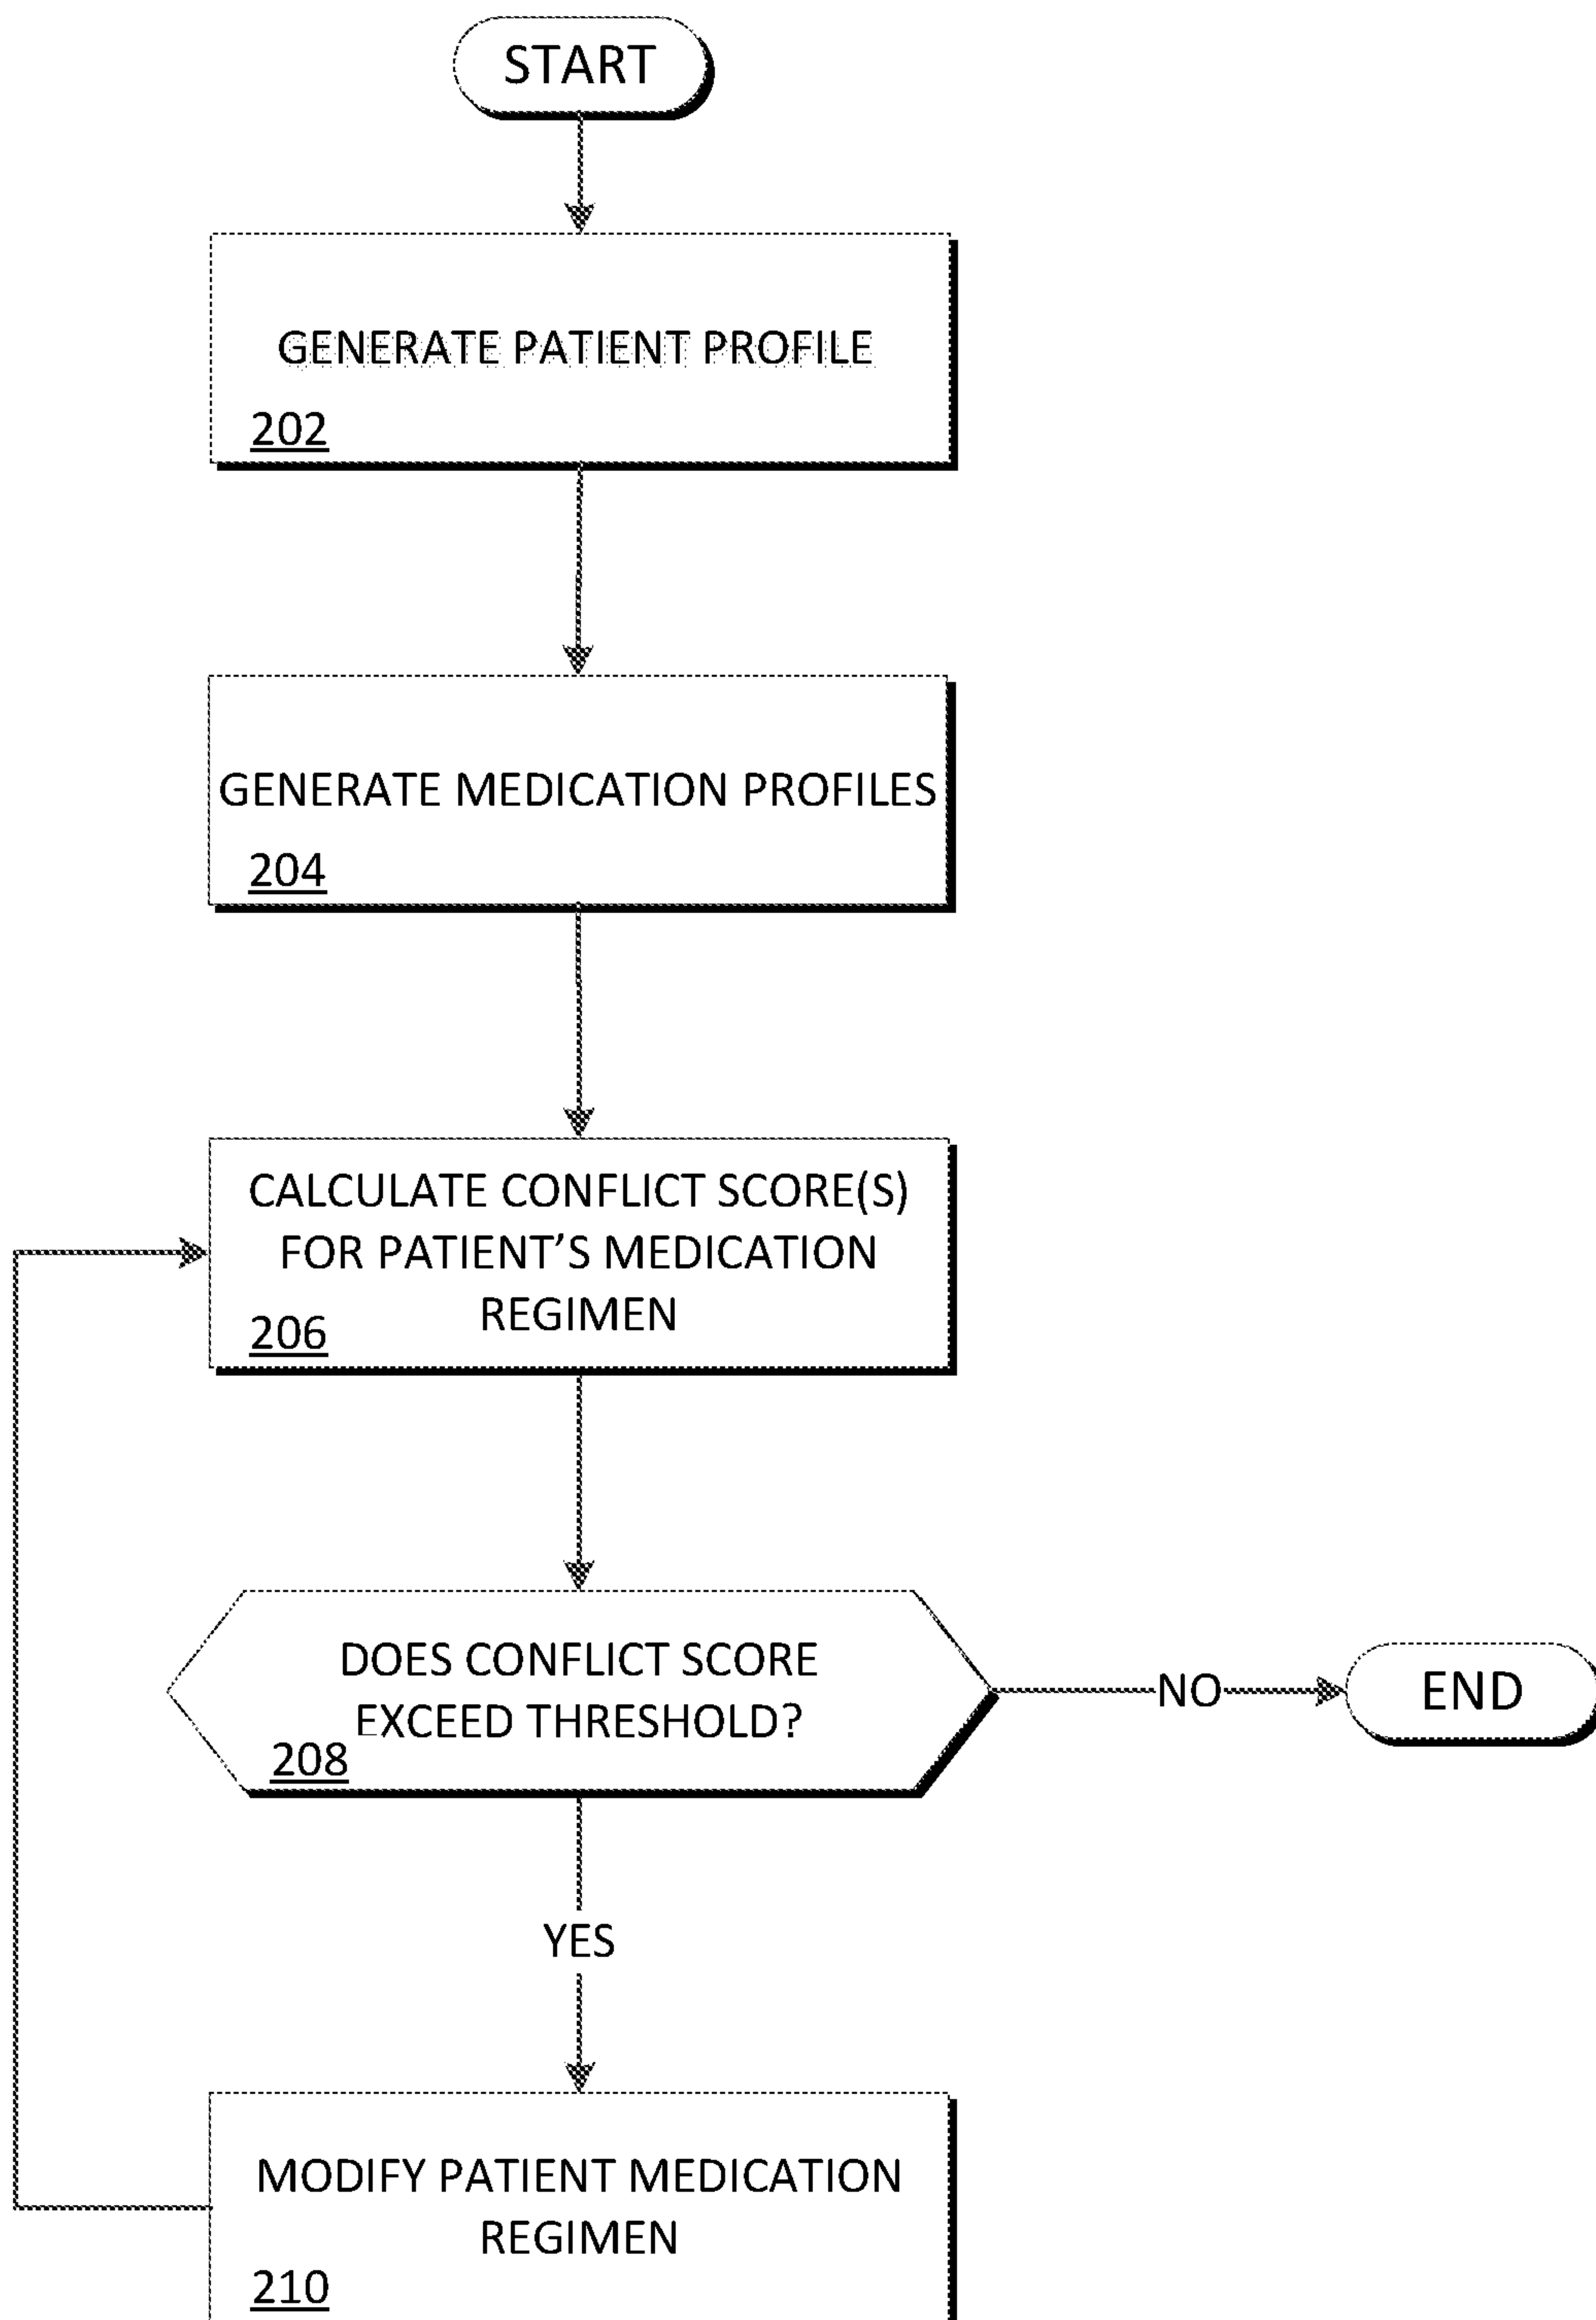 START
GENERATE PATIENT PROFILE
202
GENERATE MEDICATION PROFILES
204
CALCULATE CONFLICT SCORE(S)
FOR PATIENT’S MEDICATION
REGIMEN
206
DOES CONFLICT SCORE
EXCEED THRESHOLD?
208
NO
END
YES
MODIFY PATIENT MEDICATION
REGIMEN
210